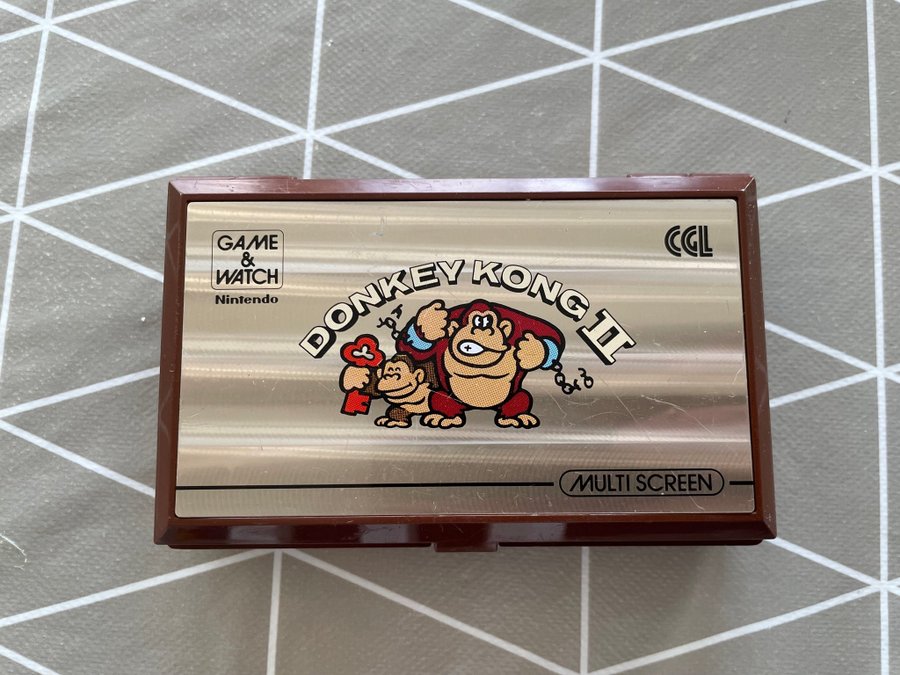 GAME
&
WATCH
Nintendo
CGL
DONKEY KONG II
MULTI SCREEN